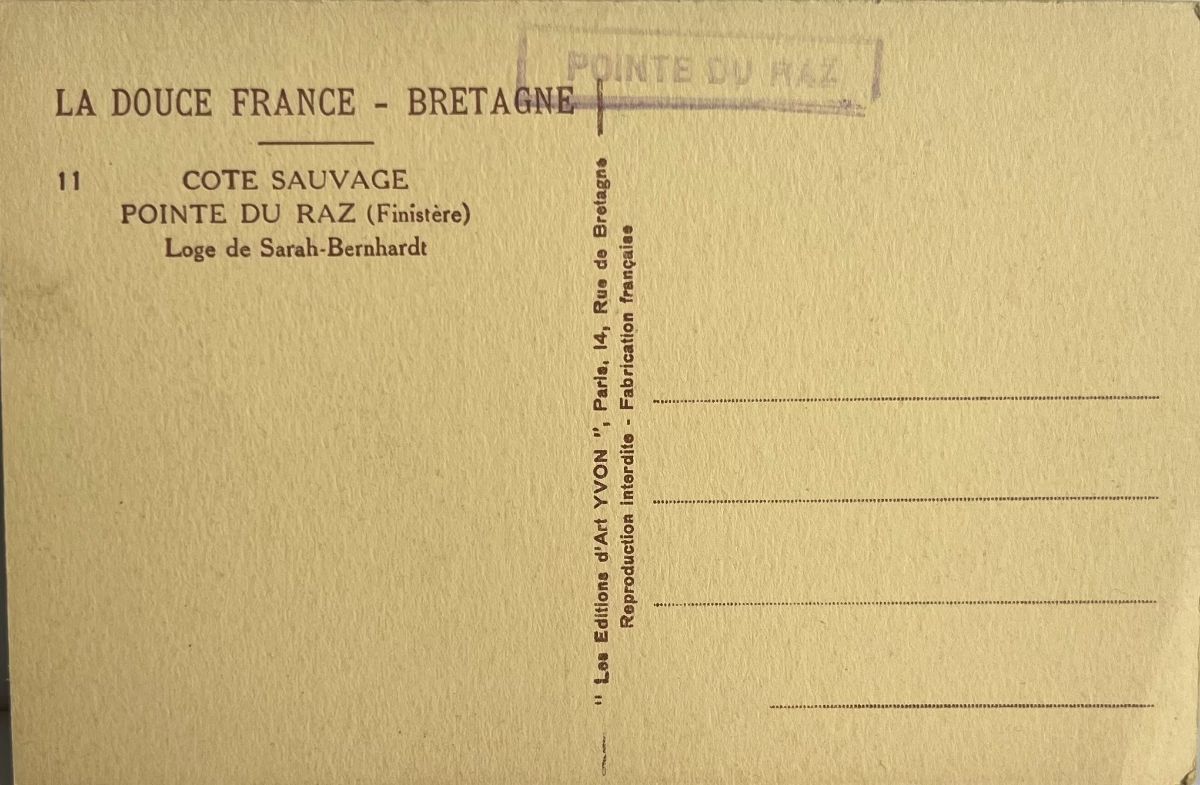 POINTE DU RAZ
LA DOUCE FRANCE - BRETAGNE
11 COTE SAUVAGE
POINTE DU RAZ (Finistère)
Loge de Sarah-Bernhardt
" Les Editions d'Art YVON ", Paris, 14, Rue de Bretagne
Reproduction interdite - Fabrication française